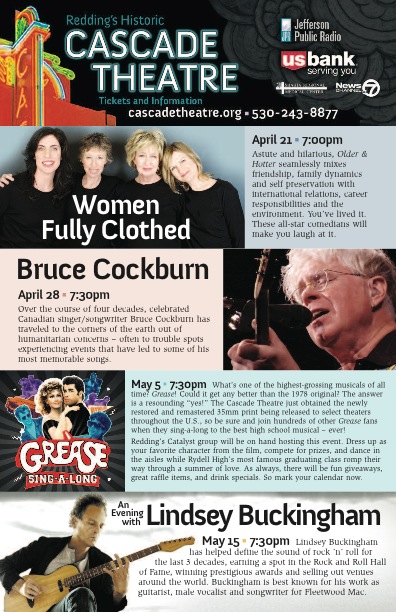 Redding's Historic
CASCADE
THEATRE
Tickets and Information
cascadetheatre.org ▪ 530-243-8877
Jefferson
Public Radio
usbank
serving you
SHASTA REGIONAL
MEDICAL CENTER
NEWS
CHANNEL 7
Women
Fully Clothed
April 21 ▪ 7:00pm
Astute and hilarious, Older &
Hotter seamlessly mixes
friendship, family dynamics
and self preservation with
international relations, career
responsibilities and the
environment. You've lived it.
These all-star comedians will
make you laugh at it.
Bruce Cockburn
April 28 ▪ 7:30pm
Over the course of four decades, celebrated
Canadian singer/songwriter Bruce Cockburn has
traveled to the corners of the earth out of
humanitarian concerns – often to trouble spots
experiencing events that have led to some of his
most memorable songs.
GREASE
SING-A-LONG
May 5 ▪ 7:30pm What's one of the highest-grossing musicals of all
time? Grease! Could it get any better than the 1978 original? The answer
is a resounding "yes!" The Cascade Theatre just obtained the newly
restored and remastered 35mm print being released to select theaters
throughout the U.S., so be sure and join hundreds of other Grease fans
when they sing-a-long to the best high school musical – ever!
Redding's Catalyst group will be on hand hosting this event. Dress up as
your favorite character from the film, compete for prizes, and dance in
the aisles while Rydell High's most famous graduating class romp their
way through a summer of love. As always, there will be fun giveaways,
great raffle items, and drink specials. So mark your calendar now.
An
Evening
with Lindsey Buckingham
May 15 ▪ 7:30pm Lindsey Buckingham
has helped define the sound of rock 'n' roll for
the last 3 decades, earning a spot in the Rock and Roll Hall
of Fame, winning prestigious awards and selling out venues
around the world. Buckingham is best known for his work as
guitarist, male vocalist and songwriter for Fleetwood Mac.